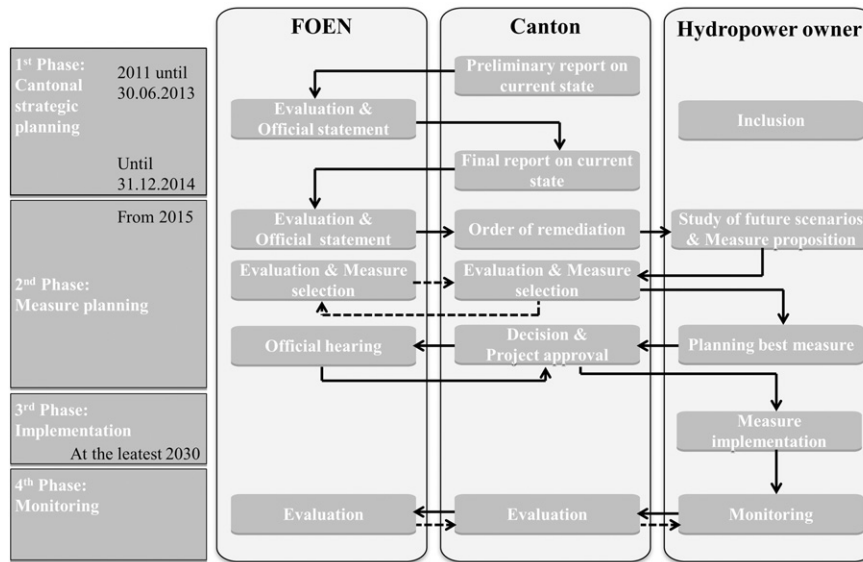 FOEN
Canton
Hydropower owner
1st Phase:
Cantonal
strategic
planning
2011 until
30.06.2013
Until
31.12.2014
Preliminary report on
current state
Evaluation &
Official statement
Inclusion
Final report on current
state
From 2015
2nd Phase:
Measure planning
Evaluation &
Official statement
Order of remediation
Study of future scenarios
& Measure proposition
Evaluation & Measure
selection
Evaluation & Measure
selection
Official hearing
Decision &
Project approval
Planning best measure
3rd Phase:
Implementation
At the leatest 2030
Measure
implementation
4th Phase:
Monitoring
Evaluation
Evaluation
Monitoring